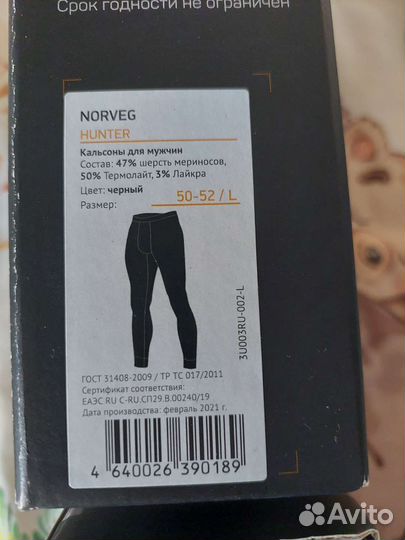 Срок годности не ограничен
NORVEG
HUNTER
Кальсоны для мужчин
Состав: 47% шерсть мериносов,
50% Термолайт, 3% Лайкра
Цвет: черный
Размер:
50-52 / L
3U003RU-002-L
ГОСТ 31408-2009 / ТР ТС 017/2011
Сертификат соответствия:
ЕАЭС RU C-RU.СП29.В.00240/19
Дата производства: февраль 2021 г.
4 640026 390189
Avito